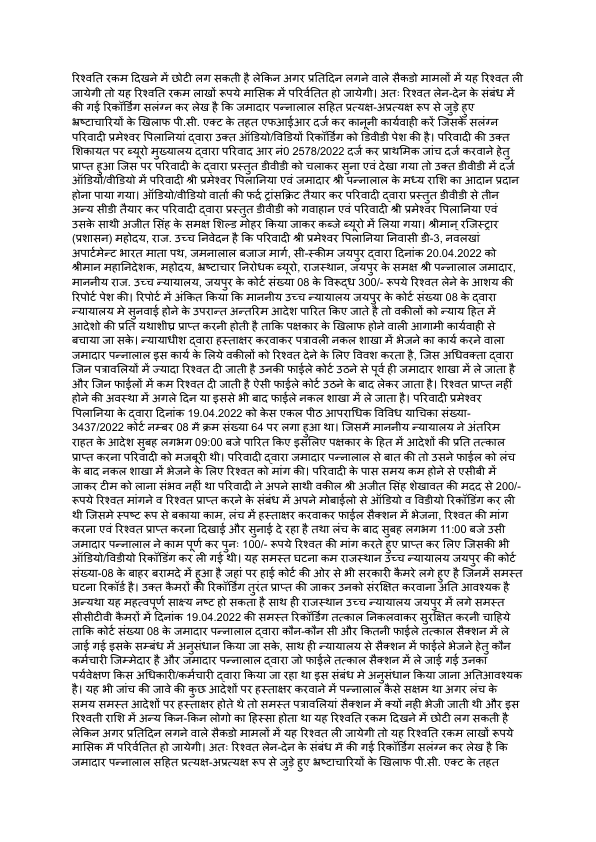 रिश्वति रकम दिखने में छोटी लग सकती है लेकिन अगर प्रतिदिन लगने वाले सैकडो मामलों में यह रिश्वत ली
जायेगी तो यह रिश्वति रकम लाखों रूपये मासिक में परिर्वतित हो जायेगी। अतः रिश्वत लेन-देन के संबंध में
की गई रिकॉर्डिंग सलंग्न कर लेख है कि जमादार पन्नालाल सहित प्रत्यक्ष-अप्रत्यक्ष रूप से जुड़े हुए
भ्रष्टाचारियों के खिलाफ पी.सी. एक्ट के तहत एफआईआर दर्ज कर कानूनी कार्यवाही करें जिसके सलंग्न
परिवादी प्रमेश्वर पिलानियां द्वारा उक्त ऑडियो/विडियों रिकॉर्डिंग को डिवीडी पेश की है। परिवादी की उक्त
शिकायत पर ब्यूरो मुख्यालय द्वारा परिवाद आर नं0 2578/2022 दर्ज कर प्राथमिक जांच दर्ज करवाने हेतु
प्राप्त हुआ जिस पर परिवादी के द्वारा प्रस्तुत डीवीडी को चलाकर सुना एवं देखा गया तो उक्त डीवीडी में दर्ज
ऑडियो/वीडियो में परिवादी श्री प्रमेश्वर पिलानिया एवं जमादार श्री पन्नालाल के मध्य राशि का आदान प्रदान
होना पाया गया। ऑडियो/वीडियो वार्ता की फर्द ट्रांसक्रिट तैयार कर परिवादी द्वारा प्रस्तुत डीवीडी से तीन
अन्य सीडी तैयार कर परिवादी द्वारा प्रस्तुत डीवीडी को गवाहान एवं परिवादी श्री प्रमेश्वर पिलानिया एवं
उसके साथी अजीत सिंह के समक्ष शिल्ड मोहर किया जाकर कब्जे ब्यूरो में लिया गया। श्रीमान् रजिस्ट्रार
(प्रशासन) महोदय, राज. उच्च निवेदन है कि परिवादी श्री प्रमेश्वर पिलानिया निवासी डी-3, नवलखां
अपार्टमेन्ट भारत माता पथ, जमनालाल बजाज मार्ग, सी-स्कीम जयपुर द्वारा दिनांक 20.04.2022 को
श्रीमान महानिदेशक, महोदय, भ्रष्टाचार निरोधक ब्यूरो, राजस्थान, जयपुर के समक्ष श्री पन्नालाल जमादार,
माननीय राज. उच्च न्यायालय, जयपुर के कोर्ट संख्या 08 के विरूद्ध 300/- रूपये रिश्वत लेने के आशय की
रिपोर्ट पेश की। रिपोर्ट में अंकित किया कि माननीय उच्च न्यायालय जयपुर के कोर्ट संख्या 08 के द्वारा
न्यायालय मे सुनवाई होने के उपरान्त अन्तरिम आदेश पारित किए जाते है तो वकीलों को न्याय हित में
आदेशो की प्रति यथाशीघ्र प्राप्त करनी होती है ताकि पक्षकार के खिलाफ होने वाली आगामी कार्यवाही से
बचाया जा सके। न्यायाधीश द्वारा हस्ताक्षर करवाकर पत्रावली नकल शाखा में भेजने का कार्य करने वाला
जमादार पन्नालाल इस कार्य के लिये वकीलों को रिश्वत देने के लिए विवश करता है, जिस अधिवक्ता द्वारा
जिन पत्रावलियों में ज्यादा रिश्वत दी जाती है उनकी फाईले कोर्ट उठने से पूर्व ही जमादार शाखा में ले जाता है
और जिन फाईलों में कम रिश्वत दी जाती है ऐसी फाईले कोर्ट उठने के बाद लेकर जाता है। रिश्वत प्राप्त नहीं
होने की अवस्था में अगले दिन या इससे भी बाद फाईले नकल शाखा में ले जाता है। परिवादी प्रमेश्वर
पिलानिया के द्वारा दिनांक 19.04.2022 को केस एकल पीठ आपराधिक विविध याचिका संख्या-
3437/2022 कोर्ट नम्बर 08 में क्रम संख्या 64 पर लगा हुआ था। जिसमें माननीय न्यायालय ने अंतरिम
राहत के आदेश सुबह लगभग 09:00 बजे पारित किए इसलिए पक्षकार के हित में आदेशों की प्रति तत्काल
प्राप्त करना परिवादी को मजबूरी थी। परिवादी द्वारा जमादार पन्नालाल से बात की तो उसने फाईल को लंच
के बाद नकल शाखा में भेजने के लिए रिश्वत को मांग की। परिवादी के पास समय कम होने से एसीबी में
जाकर टीम को लाना संभव नहीं था परिवादी ने अपने साथी वकील श्री अजीत सिंह शेखावत की मदद से 200/-
रूपये रिश्वत मांगने व रिश्वत प्राप्त करने के संबंध में अपने मोबाईलो से ऑडियो व विडीयो रिकॉर्डिंग कर ली
थी जिसमे स्पष्ट रूप से बकाया काम, लंच में हस्ताक्षर करवाकर फाईल सैक्शन में भेजना, रिश्वत की मांग
करना एवं रिश्वत प्राप्त करना दिखाई और सुनाई दे रहा है तथा लंच के बाद सुबह लगभग 11:00 बजे उसी
जमादार पन्नालाल ने काम पूर्ण कर पुनः 100/- रूपये रिश्वत की मांग करते हुए प्राप्त कर लिए जिसकी भी
ऑडियो/विडीयो रिकॉर्डिंग कर ली गई थी। यह समस्त घटना कम राजस्थान उच्च न्यायालय जयपुर की कोर्ट
संख्या-08 के बाहर बरामदे में हुआ है जहां पर हाई कोर्ट की ओर से भी सरकारी कैमरे लगे हुए है जिनमें समस्त
घटना रिकॉर्ड है। उक्त कैमरों की रिकॉर्डिंग तुरंत प्राप्त की जाकर उनको संरक्षित करवाना अति आवश्यक है
अन्यथा यह महत्वपूर्ण साक्ष्य नष्ट हो सकता है साथ ही राजस्थान उच्च न्यायालय जयपुर में लगे समस्त
सीसीटीवी कैमरों में दिनांक 19.04.2022 की समस्त रिकॉर्डिंग तत्काल निकलवाकर सुरक्षित करनी चाहिये
ताकि कोर्ट संख्या 08 के जमादार पन्नालाल द्वारा कौन-कौन सी और कितनी फाईले तत्काल सैक्शन में ले
जाई गई इसके सम्बंध में अनुसंधान किया जा सके, साथ ही न्यायालय से सैक्शन में फाईले भेजने हेतु कौन
कर्मचारी जिम्मेदार है और जमादार पन्नालाल द्वारा जो फाईले तत्काल सैक्शन में ले जाई गई उनका
पर्यवेक्षण किस अधिकारी/कर्मचारी द्वारा किया जा रहा था इस संबंध मे अनुसंधान किया जाना अतिआवश्यक
है। यह भी जांच की जावे की कुछ आदेशों पर हस्ताक्षर करवाने में पन्नालाल कैसे सक्षम था अगर लंच के
समय समस्त आदेशों पर हस्ताक्षर होते थे तो समस्त पत्रावलियां सैक्शन में क्यों नही भेजी जाती थी और इस
रिश्वती राशि में अन्य किन-किन लोगो का हिस्सा होता था यह रिश्वति रकम दिखने में छोटी लग सकती है
लेकिन अगर प्रतिदिन लगने वाले सैकडो मामलों में यह रिश्वत ली जायेगी तो यह रिश्वति रकम लाखों रूपये
मासिक में परिर्वतित हो जायेगी। अतः रिश्वत लेन-देन के संबंध में की गई रिकॉर्डिंग सलंग्न कर लेख है कि
जमादार पन्नालाल सहित प्रत्यक्ष-अप्रत्यक्ष रूप से जुड़े हुए भ्रष्टाचारियों के खिलाफ पी.सी. एक्ट के तहत